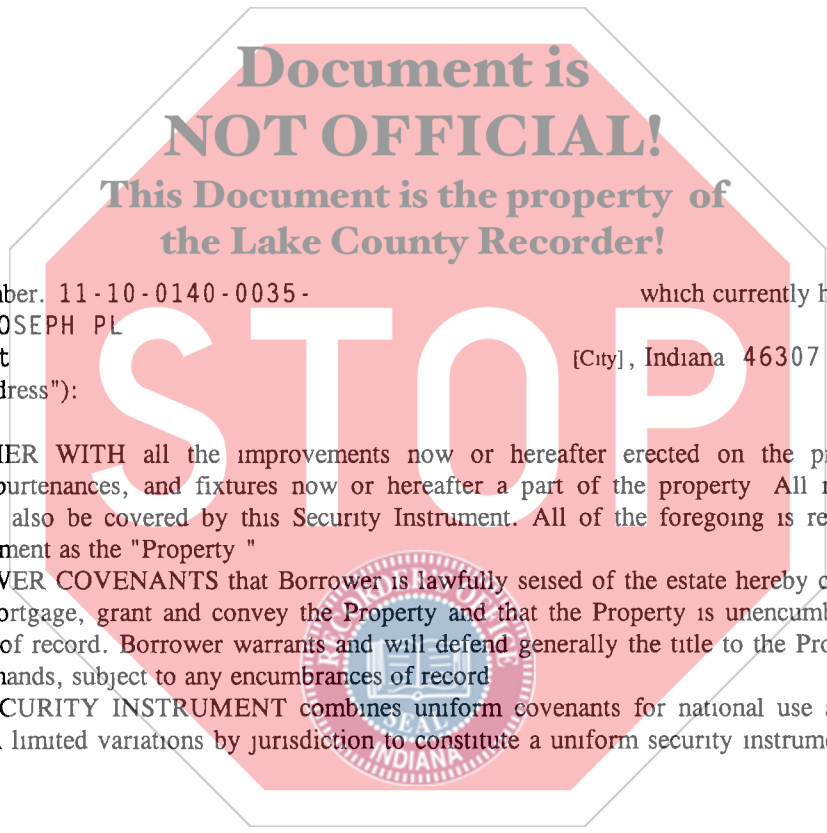 Document is
NOT OFFICIAL!
This Document is the property of
the Lake County Recorder!
ber. 11-10-0140-0035- which currently h
OSEPH PL
t [City], Indiana 46307
dress"):
STOP
ER WITH all the improvements now or hereafter erected on the p
urtenances, and fixtures now or hereafter a part of the property All
also be covered by this Security Instrument. All of the foregoing is re
ment as the "Property "
VER COVENANTS that Borrower is lawfully seised of the estate hereby c
ortgage, grant and convey the Property and that the Property is unencumb
of record. Borrower warrants and will defend generally the title to the Pro
ands, subject to any encumbrances of record
CURITY INSTRUMENT combines uniform covenants for national use
limited variations by jurisdiction to constitute a uniform security instrume
SEAL
INDIANA